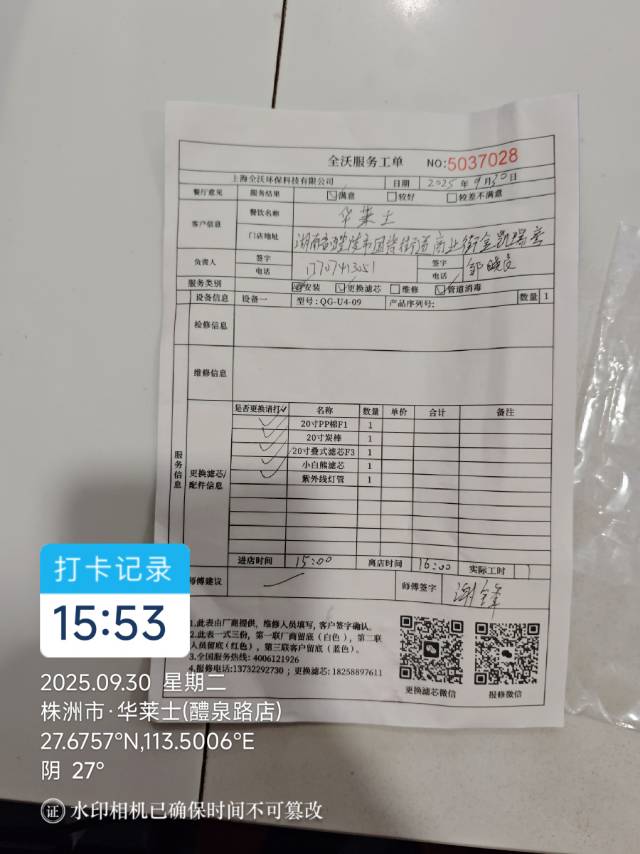 全沃服务工单 NO:5037028
上海全沃环保科技有限公司 日期 2025年9月30日
餐厅意见 服务结果 ☑满意 □较好 □较差不满意
客户信息 餐饮名称 华莱士
门店地址 湖南省醴陵市国瓷街道商业街金凯瑞
负责人 签字 签字 邹
电话 17707413051 电话
服务类别 ☑安装 ☑更换滤芯 □维修 ☑管道消毒
设备信息 设备一 型号:QG-U4-09 产品序列号: 数量 1
检修信息
维修信息
服务信息
更换滤芯/配件信息
是否更换请打✓ 名称 数量 单价 合计 备注
✓ 20寸PP棉F1 1
✓ 20寸炭棒 1
✓ 20寸叠式滤芯F3 1
✓ 小白熊滤芯 1
紫外线灯管 1
进店时间 15:00 离店时间 16:00 实际工时
师傅建议 师傅签字 谢
1.此表由厂商提供,维修人员填写,客户签字确认。
2.此表一式三份,第一联厂商留底(白色),第二联
人员留底(红色),第三联客户留底(蓝色)。
3.全国服务热线:4006121926
4.报修电话:13732292730;更换滤芯:18258897611
更换滤芯微信 报修微信
打卡记录
15:53
2025.09.30 星期二
株洲市·华莱士(醴泉路店)
27.6757°N,113.5006°E
阴 27°
证 水印相机已确保时间不可篡改